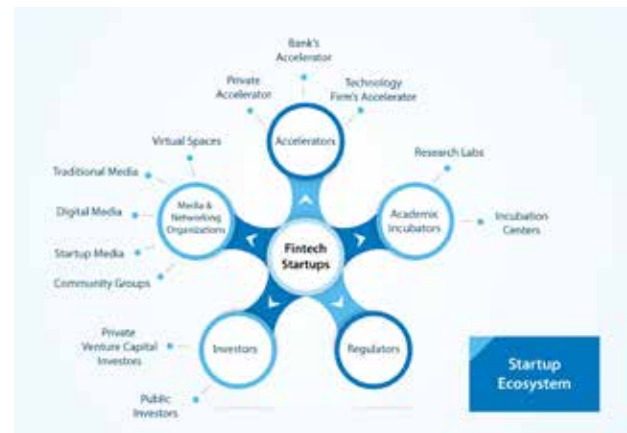 Bank's
Accelerator
Private
Accelerator
Technology
Firm's Accelerator
Accelerators
Virtual Spaces
Traditional Media
Digital Media
Startup Media
Community Groups
Media &
Networking
Organizations
Research Labs
Academic
Incubators
Incubation
Centers
Fintech
Startups
Private
Venture Capital
Investors
Public
Investors
Investors
Regulators
Startup
Ecosystem